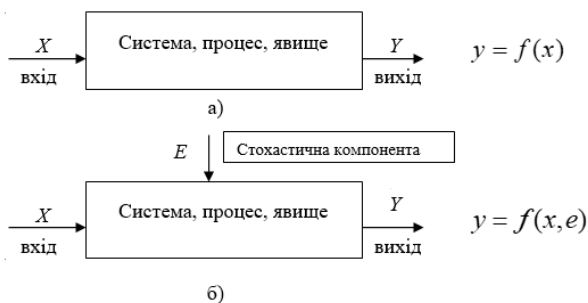 X Система, процес, явище Y y = f(x)
вхід вихід
а)
E Стохастична компонента
X Система, процес, явище Y y = f(x,e)
вхід вихід
б)